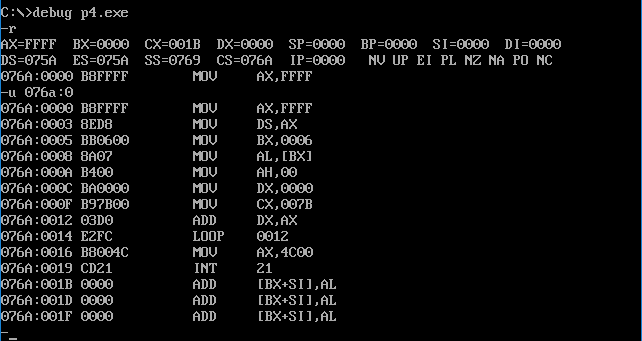 C:\>debug p4.exe
-r
AX=FFFF  BX=0000  CX=001B  DX=0000  SP=0000  BP=0000  SI=0000  DI=0000
DS=075A  ES=075A  SS=0769  CS=076A  IP=0000   NV UP EI PL NZ NA PO NC
076A:0000 B8FFFF        MOV     AX,FFFF
-u 076a:0
076A:0000 B8FFFF        MOV     AX,FFFF
076A:0003 8ED8          MOV     DS,AX
076A:0005 BB0600        MOV     BX,0006
076A:0008 8A07          MOV     AL,[BX]
076A:000A B400          MOV     AH,00
076A:000C BA0000        MOV     DX,0000
076A:000F B97B00        MOV     CX,007B
076A:0012 03D0          ADD     DX,AX
076A:0014 E2FC          LOOP    0012
076A:0016 B8004C        MOV     AX,4C00
076A:0019 CD21          INT     21
076A:001B 0000          ADD     [BX+SI],AL
076A:001D 0000          ADD     [BX+SI],AL
076A:001F 0000          ADD     [BX+SI],AL
-